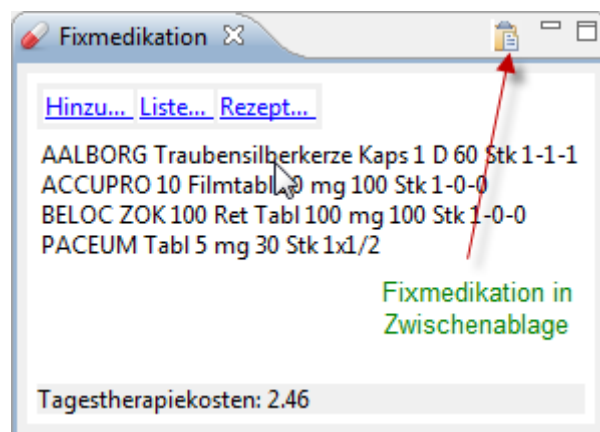 Fixmedikation
Hinzu... Liste... Rezept...
AALBORG Traubensilberkerze Kaps 1 D 60 Stk 1-1-1
ACCUPRO 10 Filmtabl 0 mg 100 Stk 1-0-0
BELOC ZOK 100 Ret Tabl 100 mg 100 Stk 1-0-0
PACEUM Tabl 5 mg 30 Stk 1x1/2
Fixmedikation in
Zwischenablage
Tagestherapiekosten: 2.46